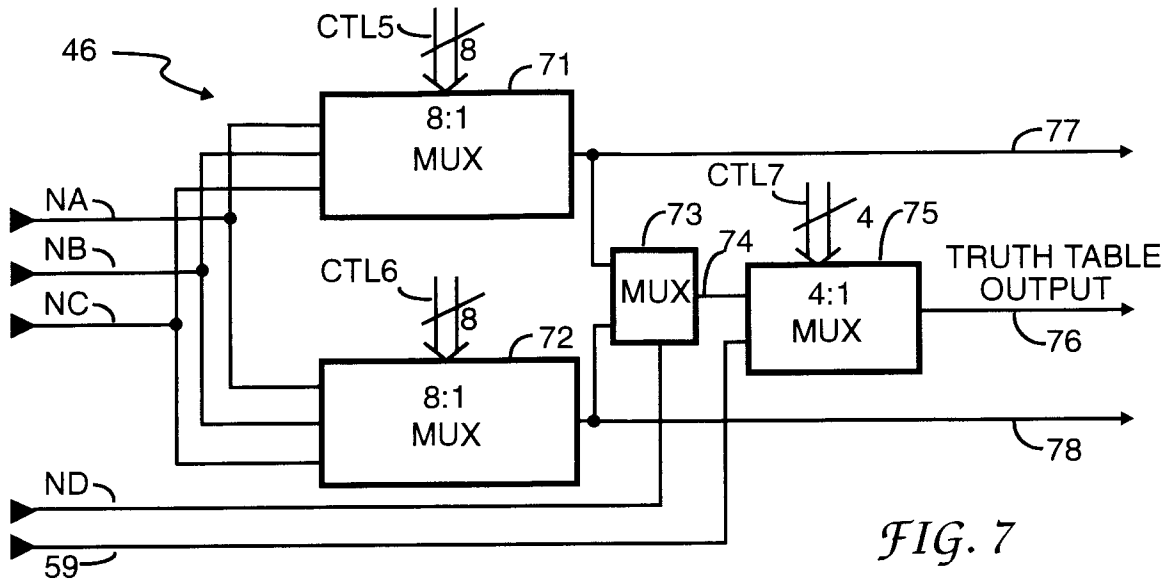 CTL5
8
46
71
8:1
MUX
77
NA
CTL7
4
75
73
74
NB
TRUTH TABLE
OUTPUT
CTL6
MUX
4:1
MUX
NC
8
76
72
8:1
MUX
78
ND
59
FIG. 7